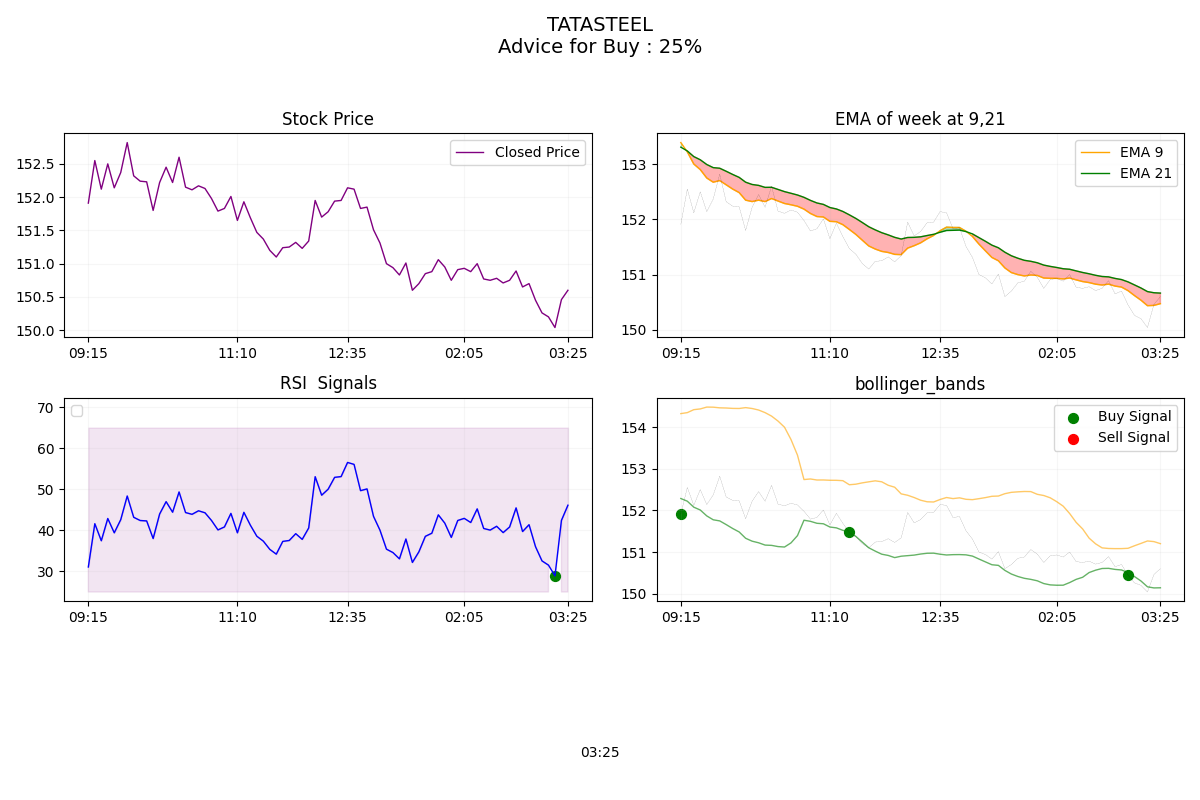 TATASTEEL
Advice for Buy : 25%
Stock Price
Closed Price
152.5
152.0
151.5
151.0
150.5
150.0
09:15 11:10 12:35 02:05 03:25
EMA of week at 9,21
EMA 9
EMA 21
153
152
151
150
09:15 11:10 12:35 02:05 03:25
RSI  Signals
70
60
50
40
30
09:15 11:10 12:35 02:05 03:25
bollinger_bands
Buy Signal
Sell Signal
154
153
152
151
150
09:15 11:10 12:35 02:05 03:25
03:25